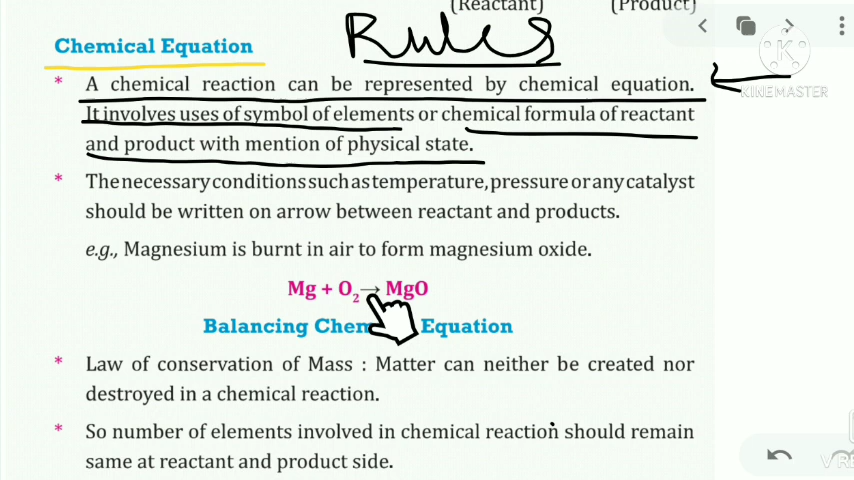 (Reactant) (Product)
Chemical Equation Rules
* A chemical reaction can be represented by chemical equation.
It involves uses of symbol of elements or chemical formula of reactant
and product with mention of physical state.
* The necessary conditions such as temperature, pressure or any catalyst
should be written on arrow between reactant and products.
e.g., Magnesium is burnt in air to form magnesium oxide.
Mg + O₂ → MgO
Balancing Chem Equation
* Law of conservation of Mass : Matter can neither be created nor
destroyed in a chemical reaction.
* So number of elements involved in chemical reaction should remain
same at reactant and product side.
K
KINEMASTER